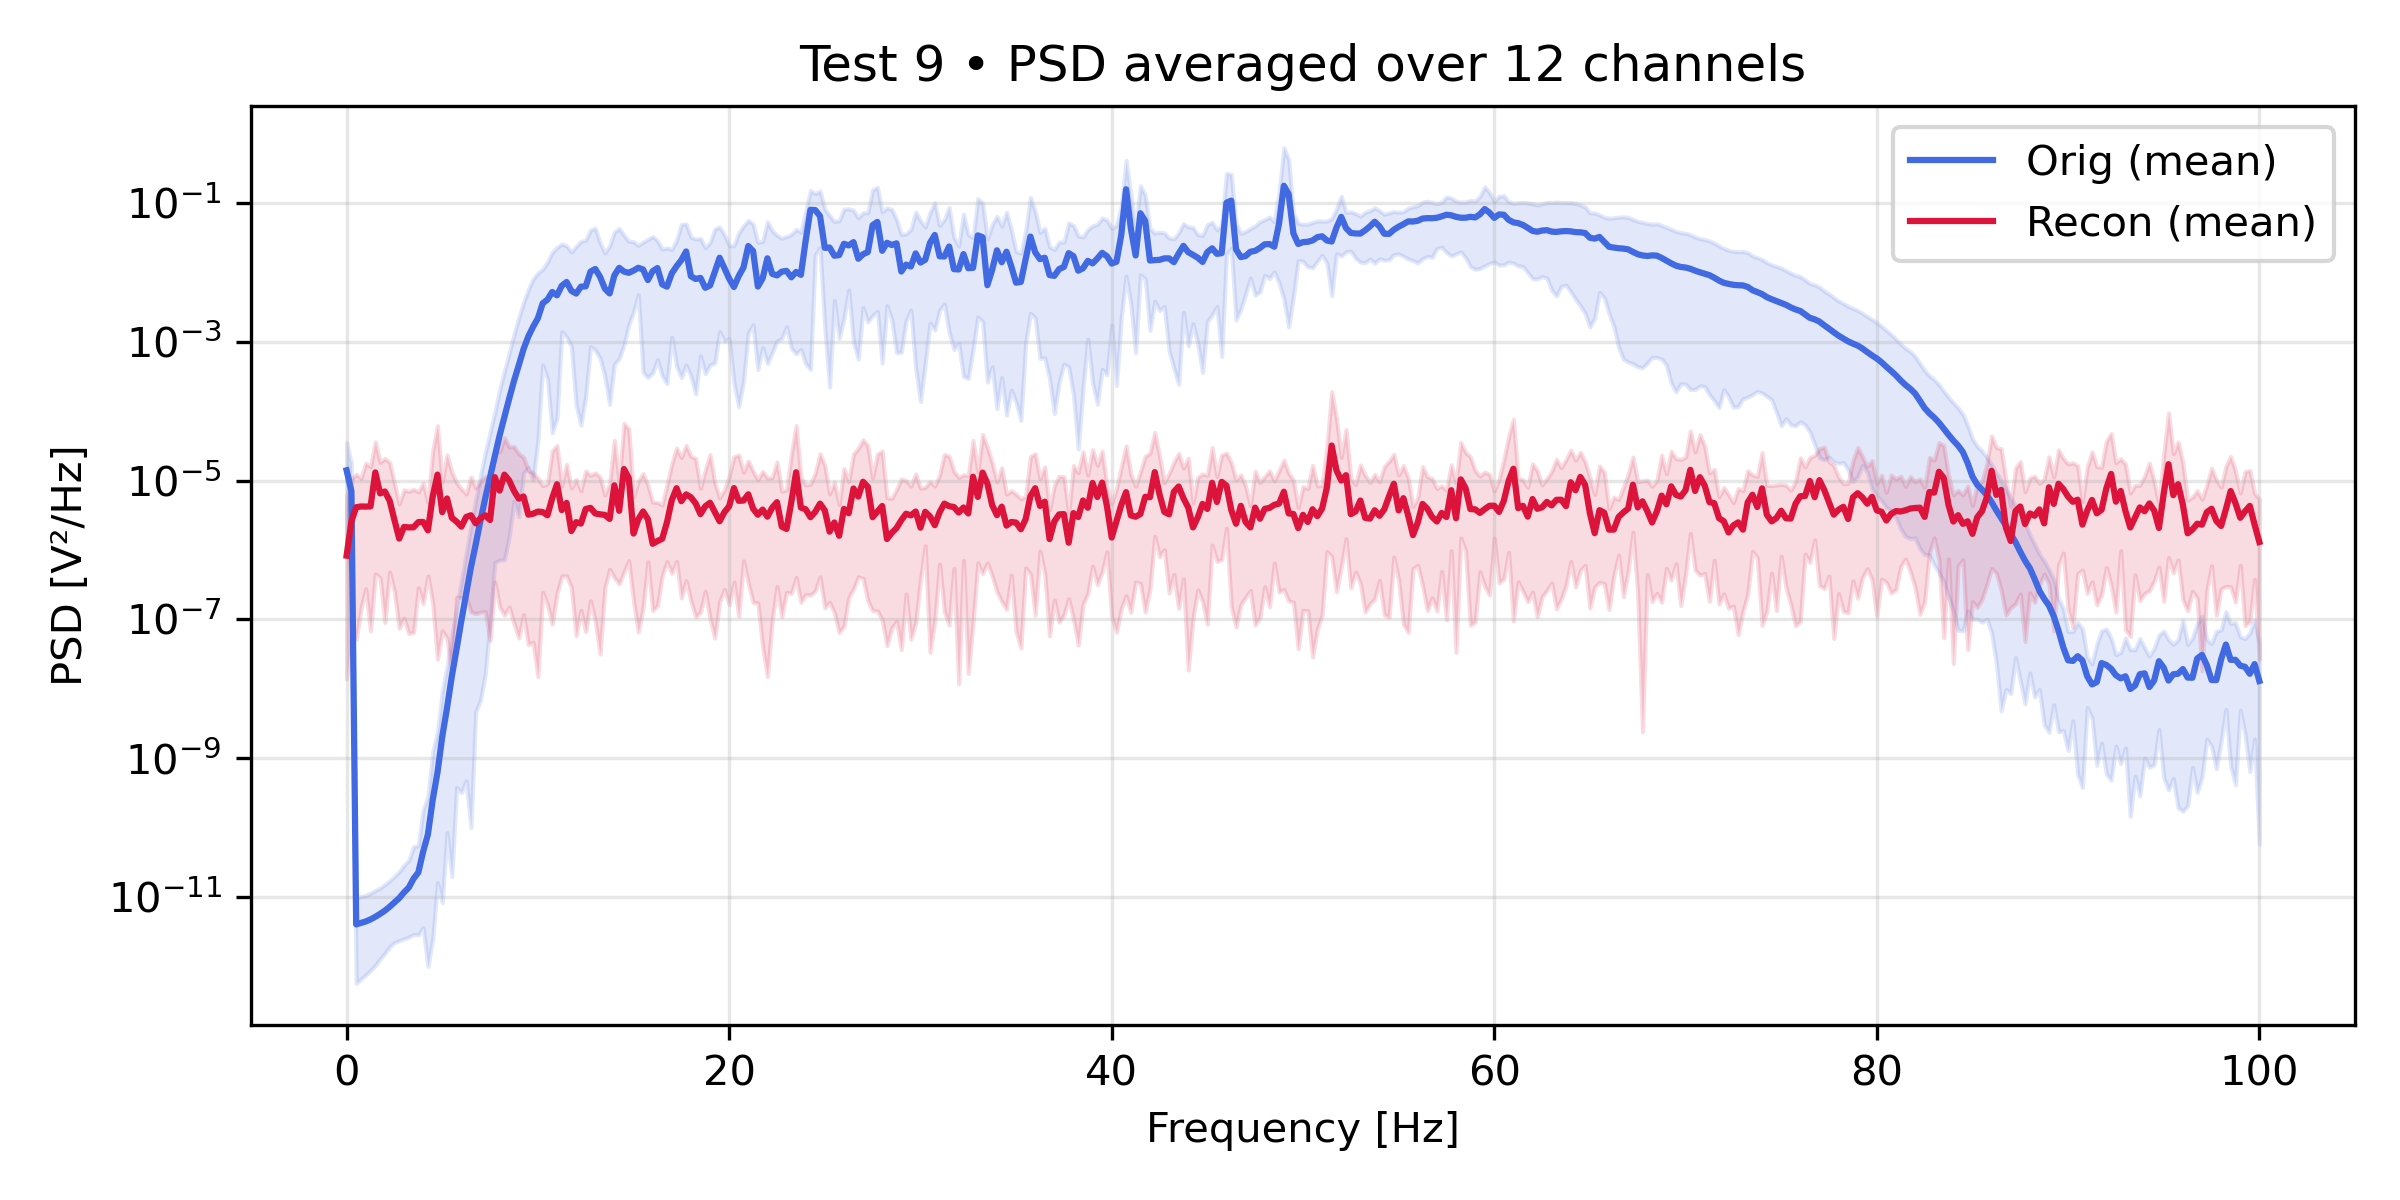 Test 9 • PSD averaged over 12 channels
Orig (mean)
Recon (mean)
PSD [V²/Hz]
10⁻¹
10⁻³
10⁻⁵
10⁻⁷
10⁻⁹
10⁻¹¹
0 20 40 60 80 100
Frequency [Hz]